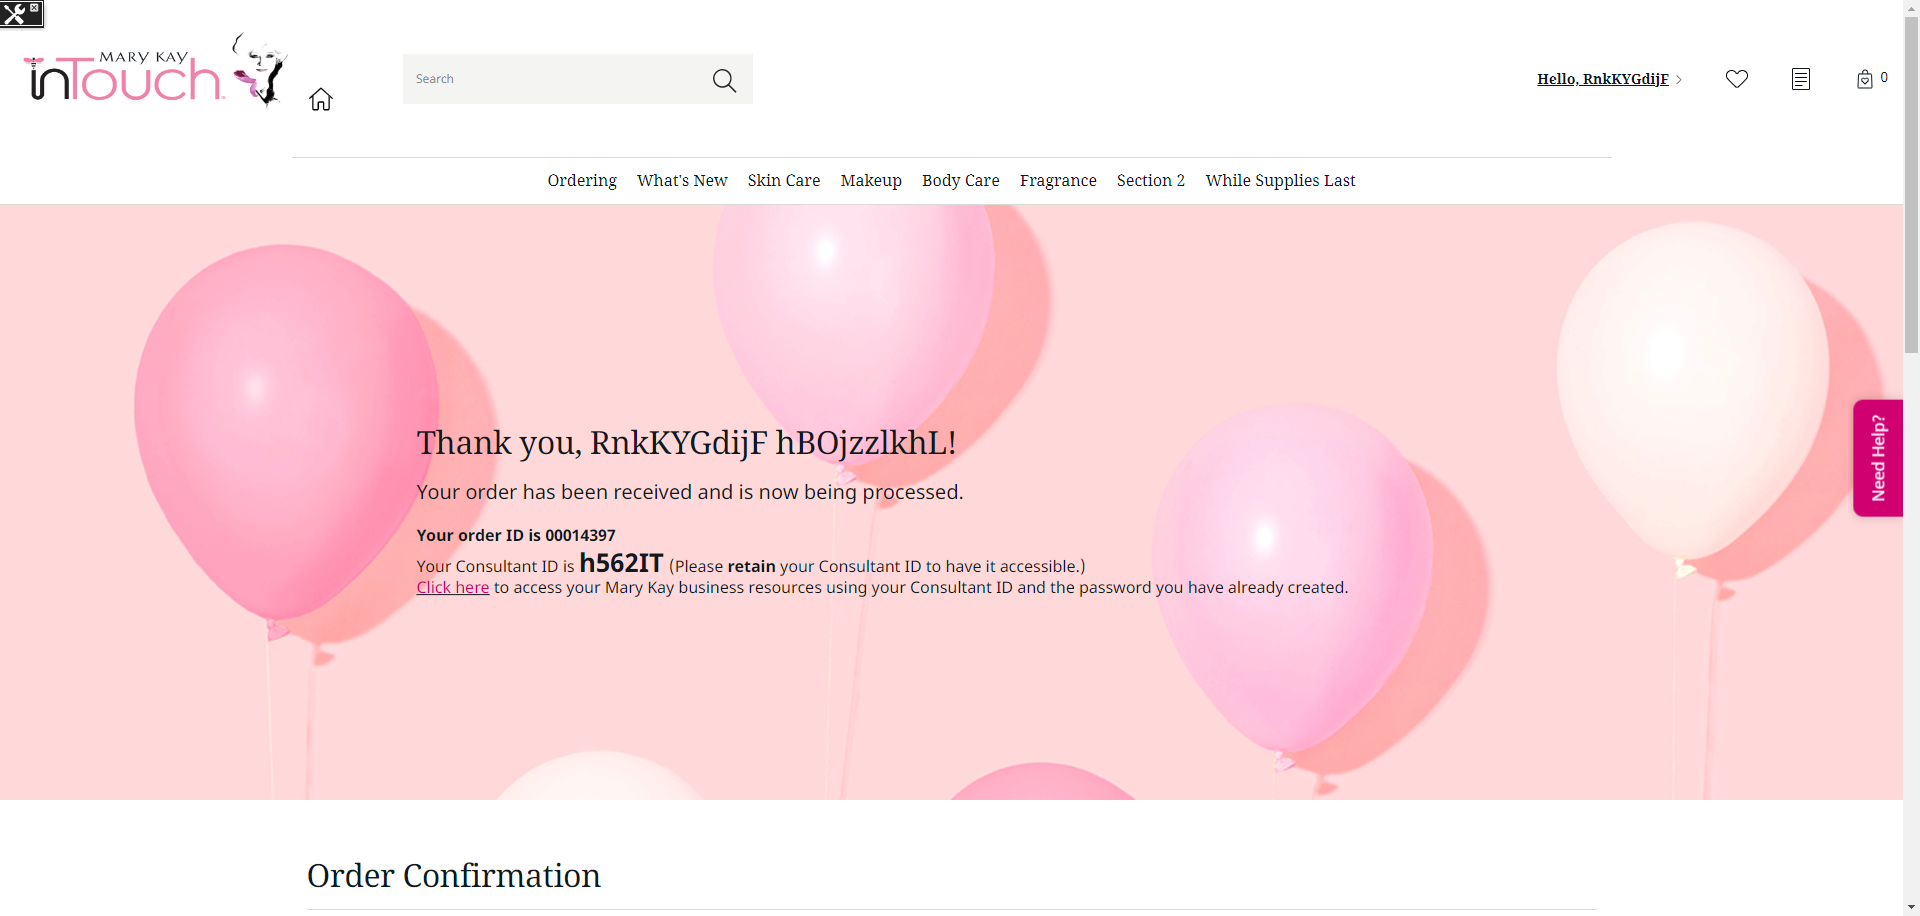 MARY KAY
inTouch
Search
Hello, RnkKYGdijF
0
Ordering What's New Skin Care Makeup Body Care Fragrance Section 2 While Supplies Last
Thank you, RnkKYGdijF hBOjzzlkhL!
Your order has been received and is now being processed.
Your order ID is 00014397
Your Consultant ID is h562IT (Please retain your Consultant ID to have it accessible.)
Click here to access your Mary Kay business resources using your Consultant ID and the password you have already created.
Need Help?
Order Confirmation